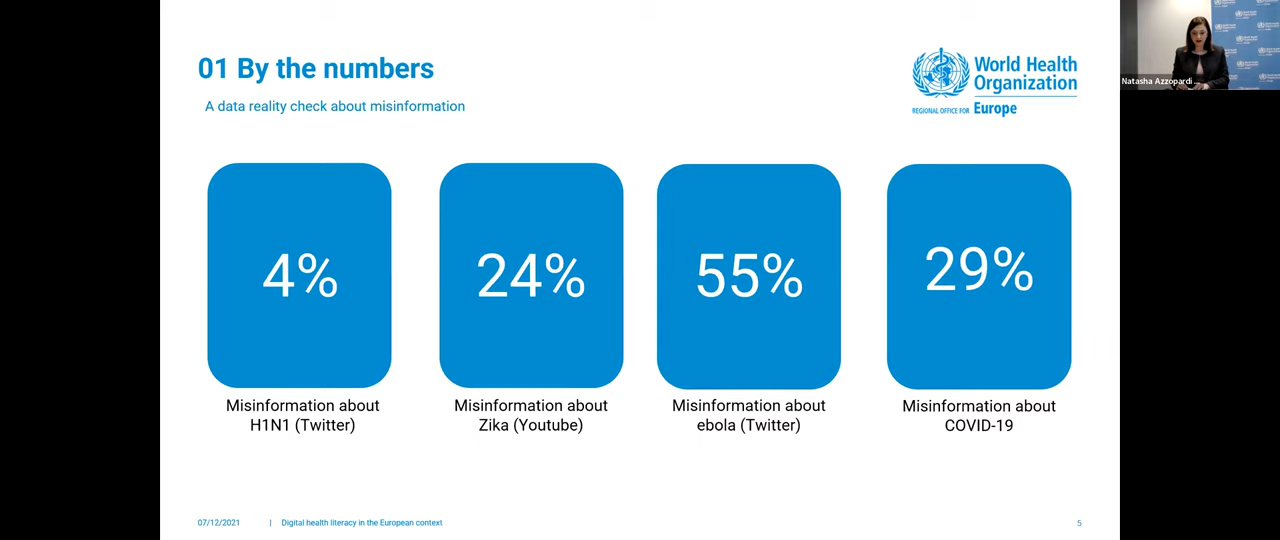 01 By the numbers
A data reality check about misinformation
World Health
Organization
REGIONAL OFFICE FOR Europe
Natasha Azzopardi ...
4%
24%
55%
29%
Misinformation about
H1N1 (Twitter)
Misinformation about
Zika (Youtube)
Misinformation about
ebola (Twitter)
Misinformation about
COVID-19
07/12/2021 | Digital health literacy in the European context
5